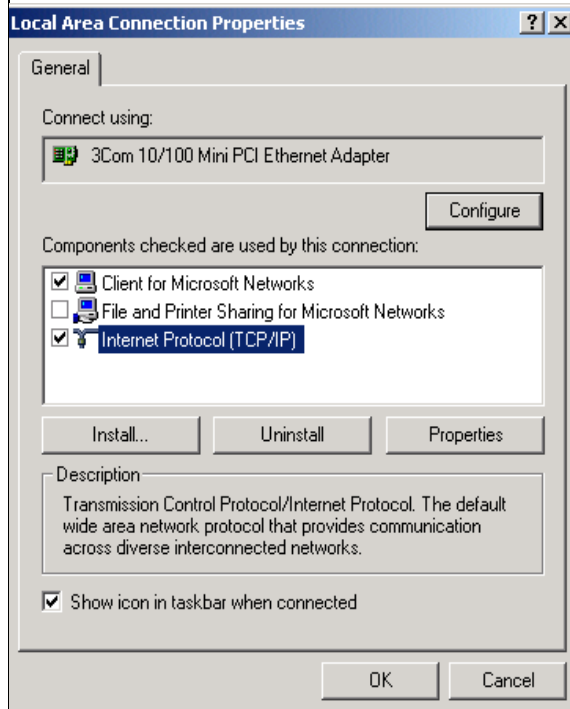 Local Area Connection Properties
General
Connect using:
3Com 10/100 Mini PCI Ethernet Adapter
Configure
Components checked are used by this connection:
Client for Microsoft Networks
File and Printer Sharing for Microsoft Networks
Internet Protocol (TCP/IP)
Install... Uninstall Properties
Description
Transmission Control Protocol/Internet Protocol. The default
wide area network protocol that provides communication
across diverse interconnected networks.
Show icon in taskbar when connected
OK Cancel